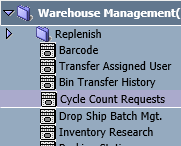 Warehouse Management(
Replenish
Barcode
Transfer Assigned User
Bin Transfer History
Cycle Count Requests
Drop Ship Batch Mgt.
Inventory Research